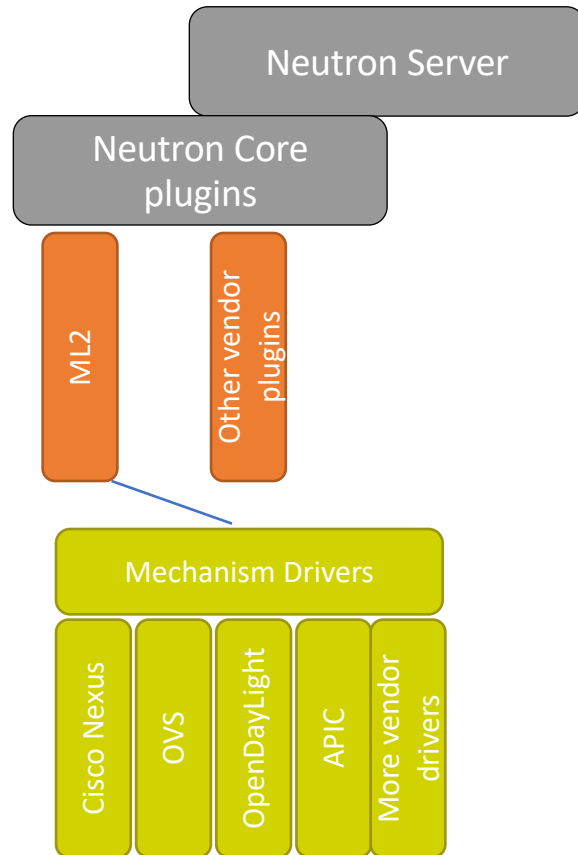 Neutron Server
Neutron Core
plugins
ML2
Other vendor
plugins
Mechanism Drivers
Cisco Nexus
OVS
OpenDayLight
APIC
More vendor
drivers